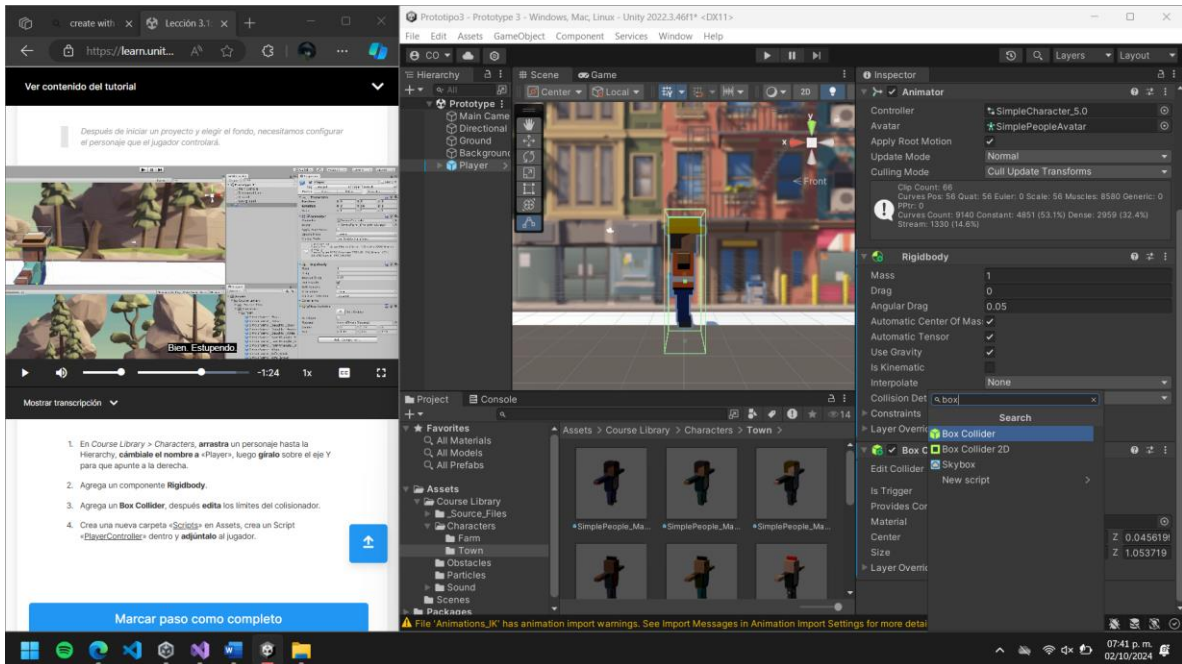 create with
Lección 3.1:
https://learn.unit...
Ver contenido del tutorial
Después de iniciar un proyecto y elegir el fondo, necesitamos configurar
el personaje que el jugador controlará.
Bien. Estupendo.
-1:24
1x
Mostrar transcripción
1. En Course Library > Characters, arrastra un personaje hasta la
Hierarchy, cámbiale el nombre a «Player», luego gíralo sobre el eje Y
para que apunte a la derecha.
2. Agrega un componente Rigidbody.
3. Agrega un Box Collider, después edita los límites del colisionador.
4. Crea una nueva carpeta «Scripts» en Assets, crea un Script
«PlayerController» dentro y adjúntalo al jugador.
Marcar paso como completo
Prototipo3 - Prototype 3 - Windows, Mac, Linux - Unity 2022.3.46f1* <DX11>
File Edit Assets GameObject Component Services Window Help
CO
Layers
Layout
Hierarchy
All
Prototype
Main Came
Directional
Ground
Background
Player
Scene
Game
Center
Local
2D
y
x
Front
Inspector
Animator
Controller SimpleCharacter_5.0
Avatar SimplePeopleAvatar
Apply Root Motion
Update Mode Normal
Culling Mode Cull Update Transforms
Clip Count: 66
Curves Pos: 56 Quat: 56 Euler: 0 Scale: 56 Muscles: 8580 Generic: 0
PPtr: 0
Curves Count: 9140 Constant: 4851 (53.1%) Dense: 2959 (32.4%)
Stream: 1330 (14.6%)
Rigidbody
Mass 1
Drag 0
Angular Drag 0.05
Automatic Center Of Mas
Automatic Tensor
Use Gravity
Is Kinematic
Interpolate None
Collision Det
Constraints
Layer Overri
box
Search
Box Collider
Box Collider 2D
Skybox
New script
Box C
Edit Collider
Is Trigger
Provides Cor
Material
Center Z 0.045619
Size Z 1.053719
Layer Overri
Project
Console
14
Favorites
All Materials
All Models
All Prefabs
Assets
Course Library
_Source_Files
Characters
Farm
Town
Obstacles
Particles
Sound
Scenes
Packages
Assets > Course Library > Characters > Town >
SimplePeople_Ma...
SimplePeople_Ma...
SimplePeople_Ma...
File 'Animations_IK' has animation import warnings. See Import Messages in Animation Import Settings for more detai
07:41 p. m.
02/10/2024